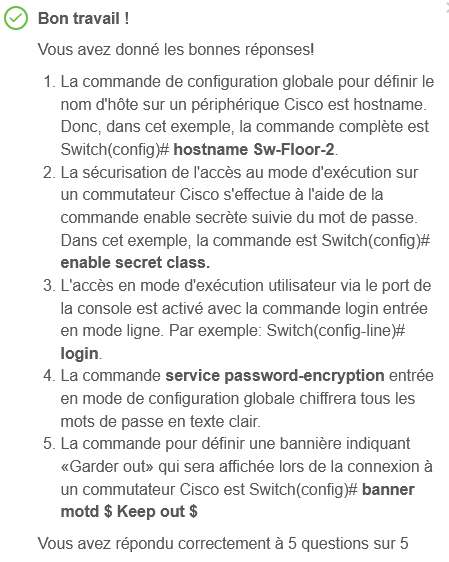 Bon travail !
Vous avez donné les bonnes réponses!
1. La commande de configuration globale pour définir le
nom d'hôte sur un périphérique Cisco est hostname.
Donc, dans cet exemple, la commande complète est
Switch(config)# hostname Sw-Floor-2.
2. La sécurisation de l'accès au mode d'exécution sur
un commutateur Cisco s'effectue à l'aide de la
commande enable secrète suivie du mot de passe.
Dans cet exemple, la commande est Switch(config)#
enable secret class.
3. L'accès en mode d'exécution utilisateur via le port de
la console est activé avec la commande login entrée
en mode ligne. Par exemple: Switch(config-line)#
login.
4. La commande service password-encryption entrée
en mode de configuration globale chiffrera tous les
mots de passe en texte clair.
5. La commande pour définir une bannière indiquant
«Garder out» qui sera affichée lors de la connexion à
un commutateur Cisco est Switch(config)# banner
motd $ Keep out $
Vous avez répondu correctement à 5 questions sur 5